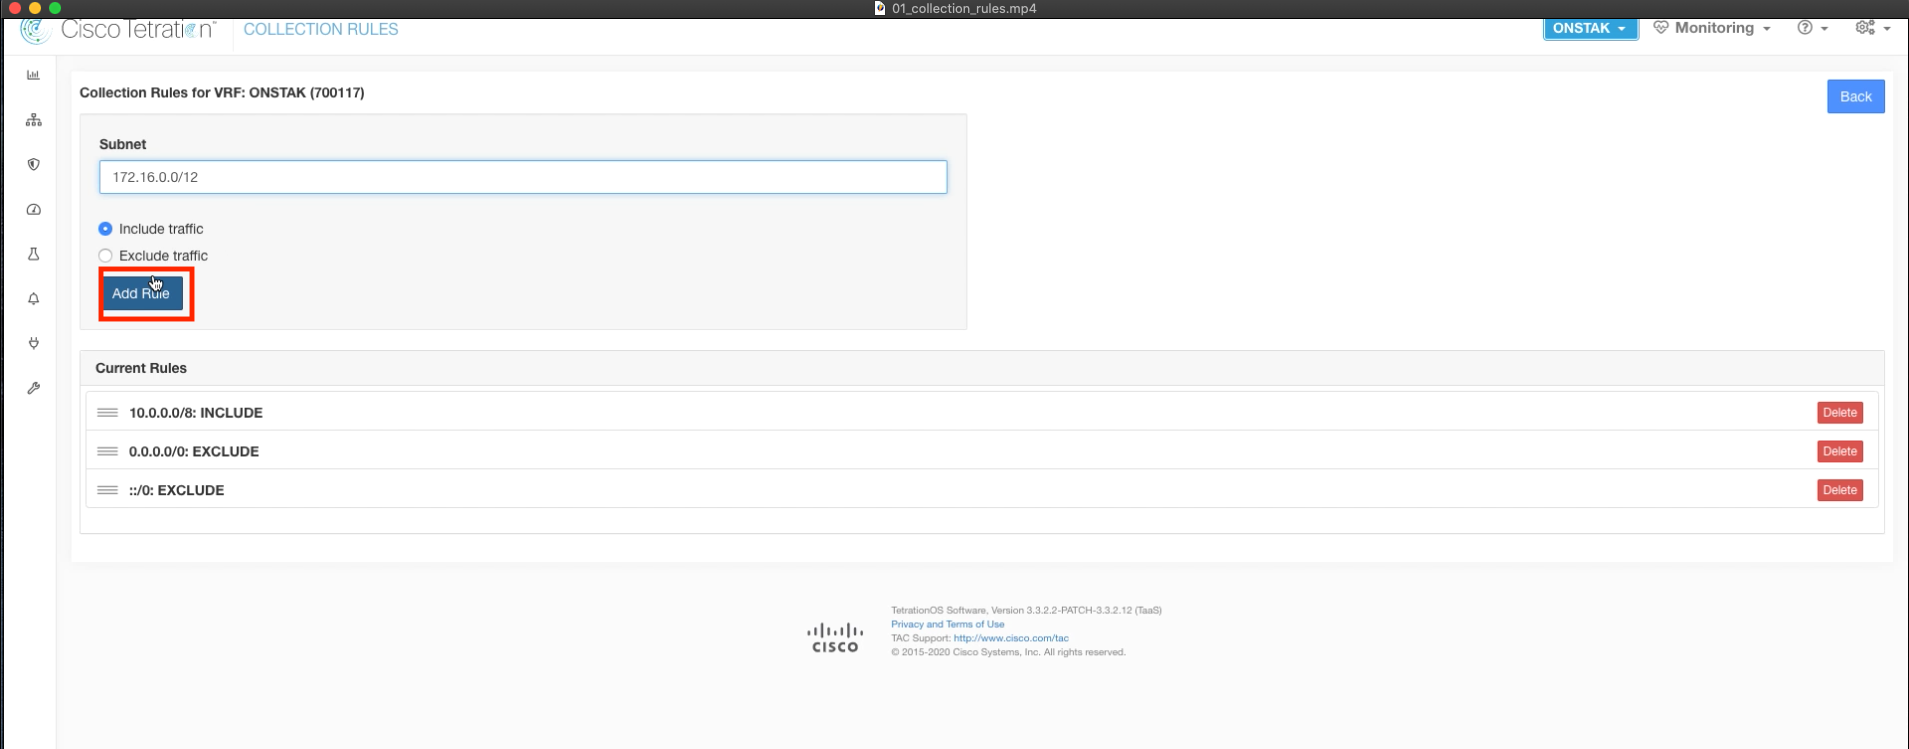 01_collection_rules.mp4
Cisco Tetration™ COLLECTION RULES ONSTAK Monitoring
Collection Rules for VRF: ONSTAK (700117)
Back
Subnet
172.16.0.0/12
Include traffic
Exclude traffic
Add Rule
Current Rules
10.0.0.0/8: INCLUDE Delete
0.0.0.0/0: EXCLUDE Delete
::/0: EXCLUDE Delete
CISCO
TetrationOS Software, Version 3.3.2.2-PATCH-3.3.2.12 (TaaS)
Privacy and Terms of Use
TAC Support: http://www.cisco.com/tac
© 2015-2020 Cisco Systems, Inc. All rights reserved.